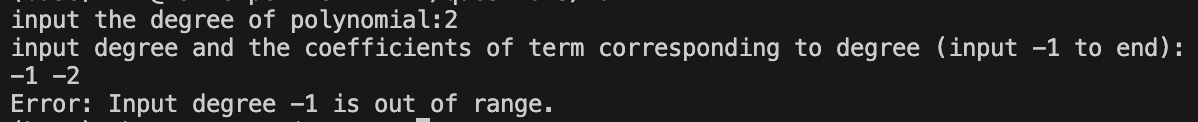 input the degree of polynomial:2
input degree and the coefficients of term corresponding to degree (input -1 to end):
-1 -2
Error: Input degree -1 is out of range.